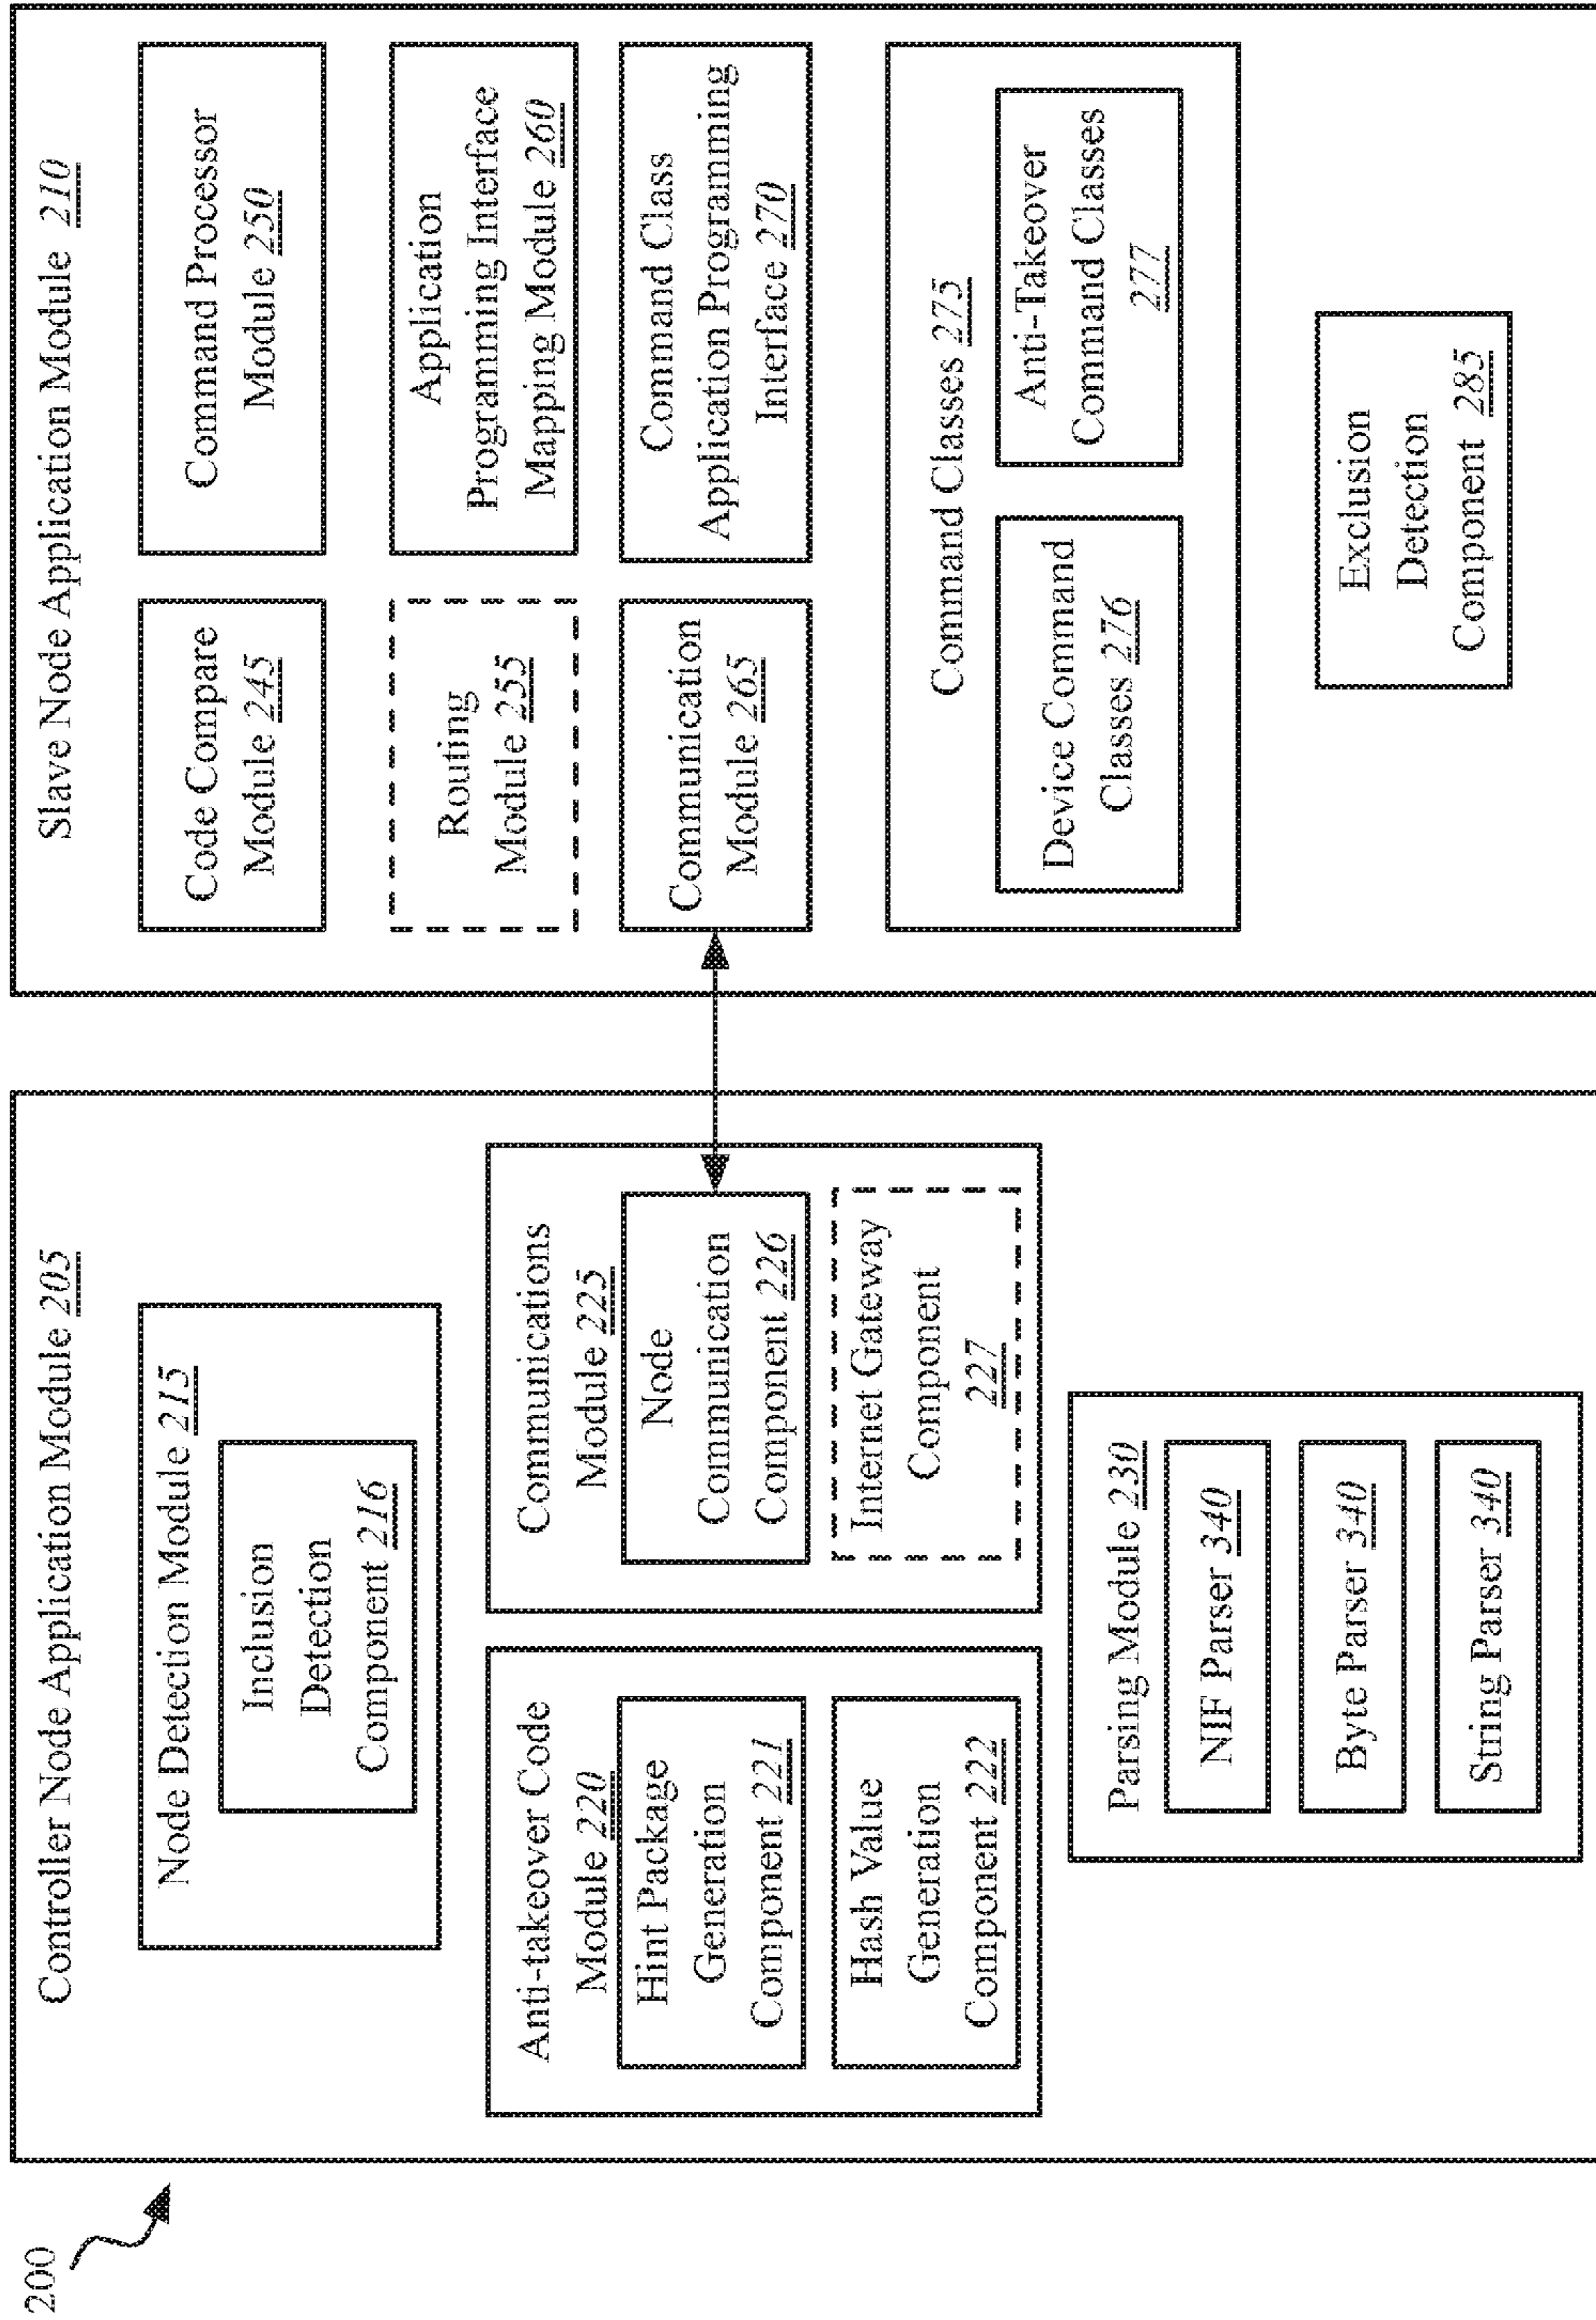 200
Controller Node Application Module 205
Node Detection Module 215
Inclusion
Detection
Component 216
Anti-takeover Code
Module 220
Hint Package
Generation
Component 221
Hash Value
Generation
Component 222
Communications
Module 225
Node
Communication
Component 226
Internet Gateway
Component
227
Parsing Module 230
NIF Parser 340
Byte Parser 340
String Parser 340
Slave Node Application Module 210
Code Compare
Module 245
Command Processor
Module 250
Routing
Module 255
Application
Programming Interface
Mapping Module 260
Communication
Module 265
Command Class
Application Programming
Interface 270
Command Classes 275
Device Command
Classes 276
Anti-Takeover
Command Classes
277
Exclusion
Detection
Component 285